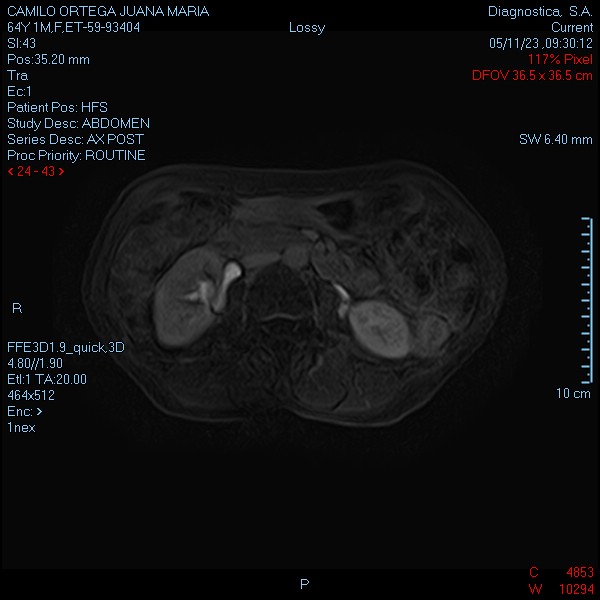 CAMILO ORTEGA JUANA MARIA
64Y 1M,F,ET-59-93404
SI:43
Pos:35.20 mm
Tra
Ec:1
Patient Pos: HFS
Study Desc: ABDOMEN
Series Desc: AX POST
Proc Priority: ROUTINE
< 24 - 43 >
Lossy
Diagnostica, S.A.
Current
05/11/23 ,09:30:12
117% Pixel
DFOV 36.5 x 36.5 cm
SW 6.40 mm
R
10 cm
FFE3D1.9_quick,3D
4.80//1.90
Etl:1 TA:20.00
464x512
Enc: >
1nex
P
C 4853
W 10294